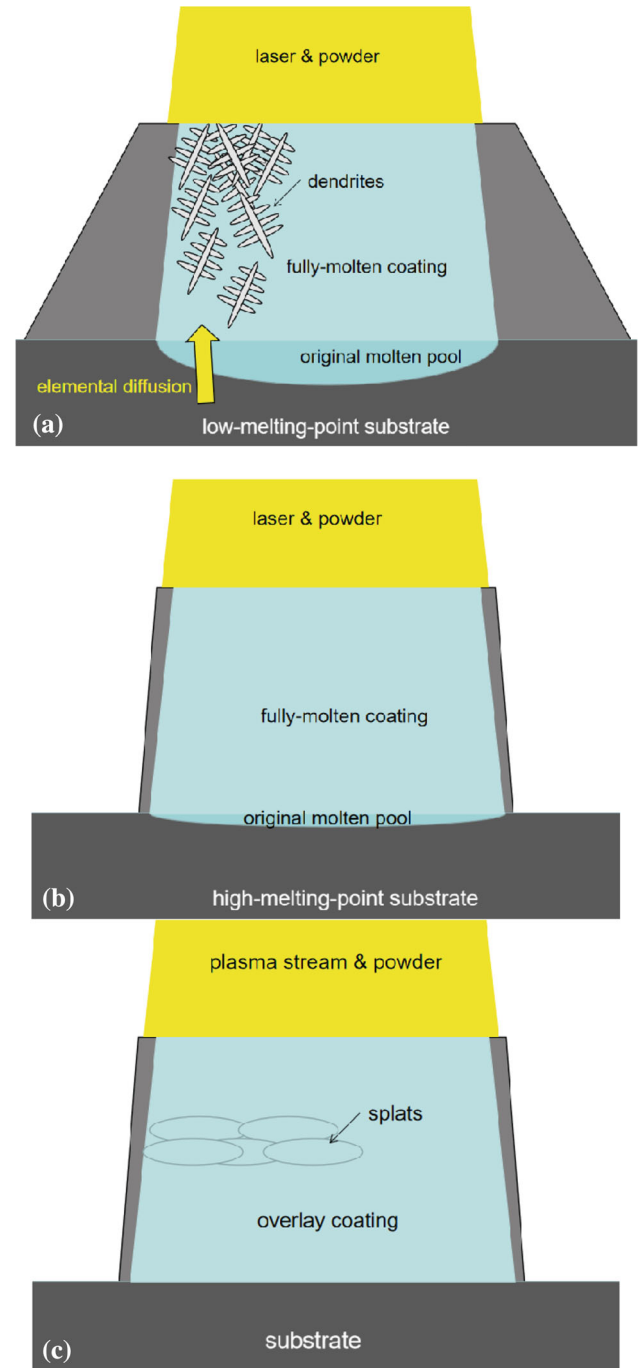 laser & powder
dendrites
fully-molten coating
original molten pool
elemental diffusion
(a)
low-melting-point substrate
laser & powder
fully-molten coating
original molten pool
(b)
high-melting-point substrate
plasma stream & powder
splats
overlay coating
(c)
substrate